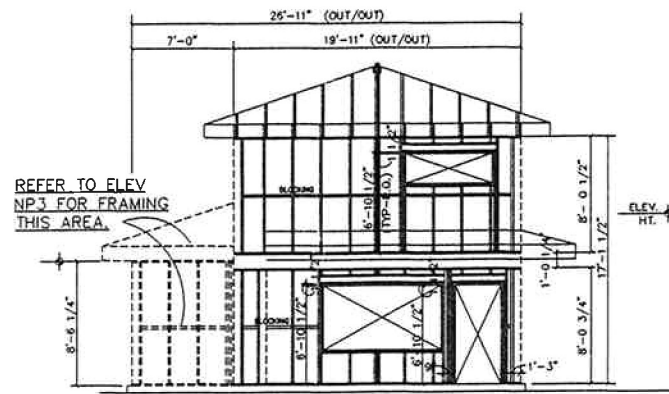 26'-11" (OUT/OUT)
7'-0"
19'-11" (OUT/OUT)
REFER TO ELEV
NP3 FOR FRAMING
THIS AREA.
BLOCKING
6'-10 1/2"
(TYP-R.O.)
1 1/2"
8'-0 1/2"
ELEV.
HT.
1'-0 1/4"
17'-1 1/2"
8'-6 1/4"
BLOCKING
6'-10 1/2"
6'-10 1/2"
8'-0 3/4"
9"
1'-3"